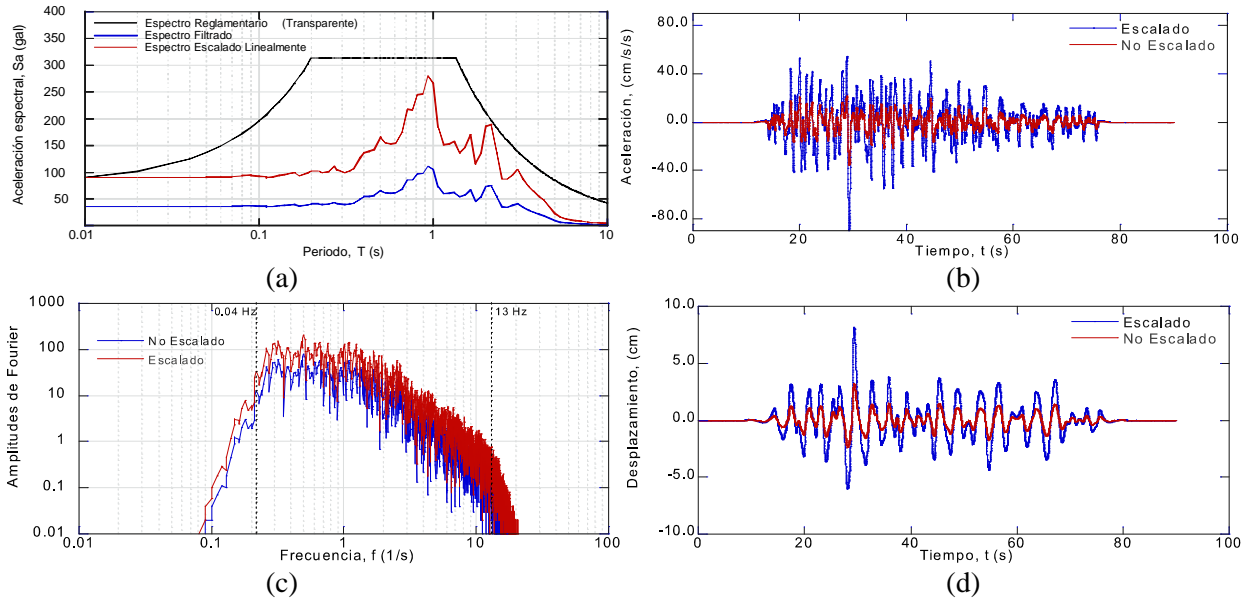 400
350
300
250
200
150
100
50
0
Aceleración espectral, Sa (gal)
Espectro Reglamentario (Transparente)
Espectro Filtrado
Espectro Escalado Linealmente
0.01 0.1 1 10
Periodo, T (s)
(a)
80.0
40.0
0.0
-40.0
-80.0
Aceleración, (cm/s/s)
Escalado
No Escalado
0 20 40 60 80 100
Tiempo, t (s)
(b)
1000
100
10
1
0.1
0.01
Amplitudes de Fourier
0.04 Hz
13 Hz
No Escalado
Escalado
0.01 0.1 1 10 100
Frecuencia, f (1/s)
(c)
10.0
5.0
0.0
-5.0
-10.0
Desplazamiento, (cm)
Escalado
No Escalado
0 20 40 60 80 100
Tiempo, t (s)
(d)